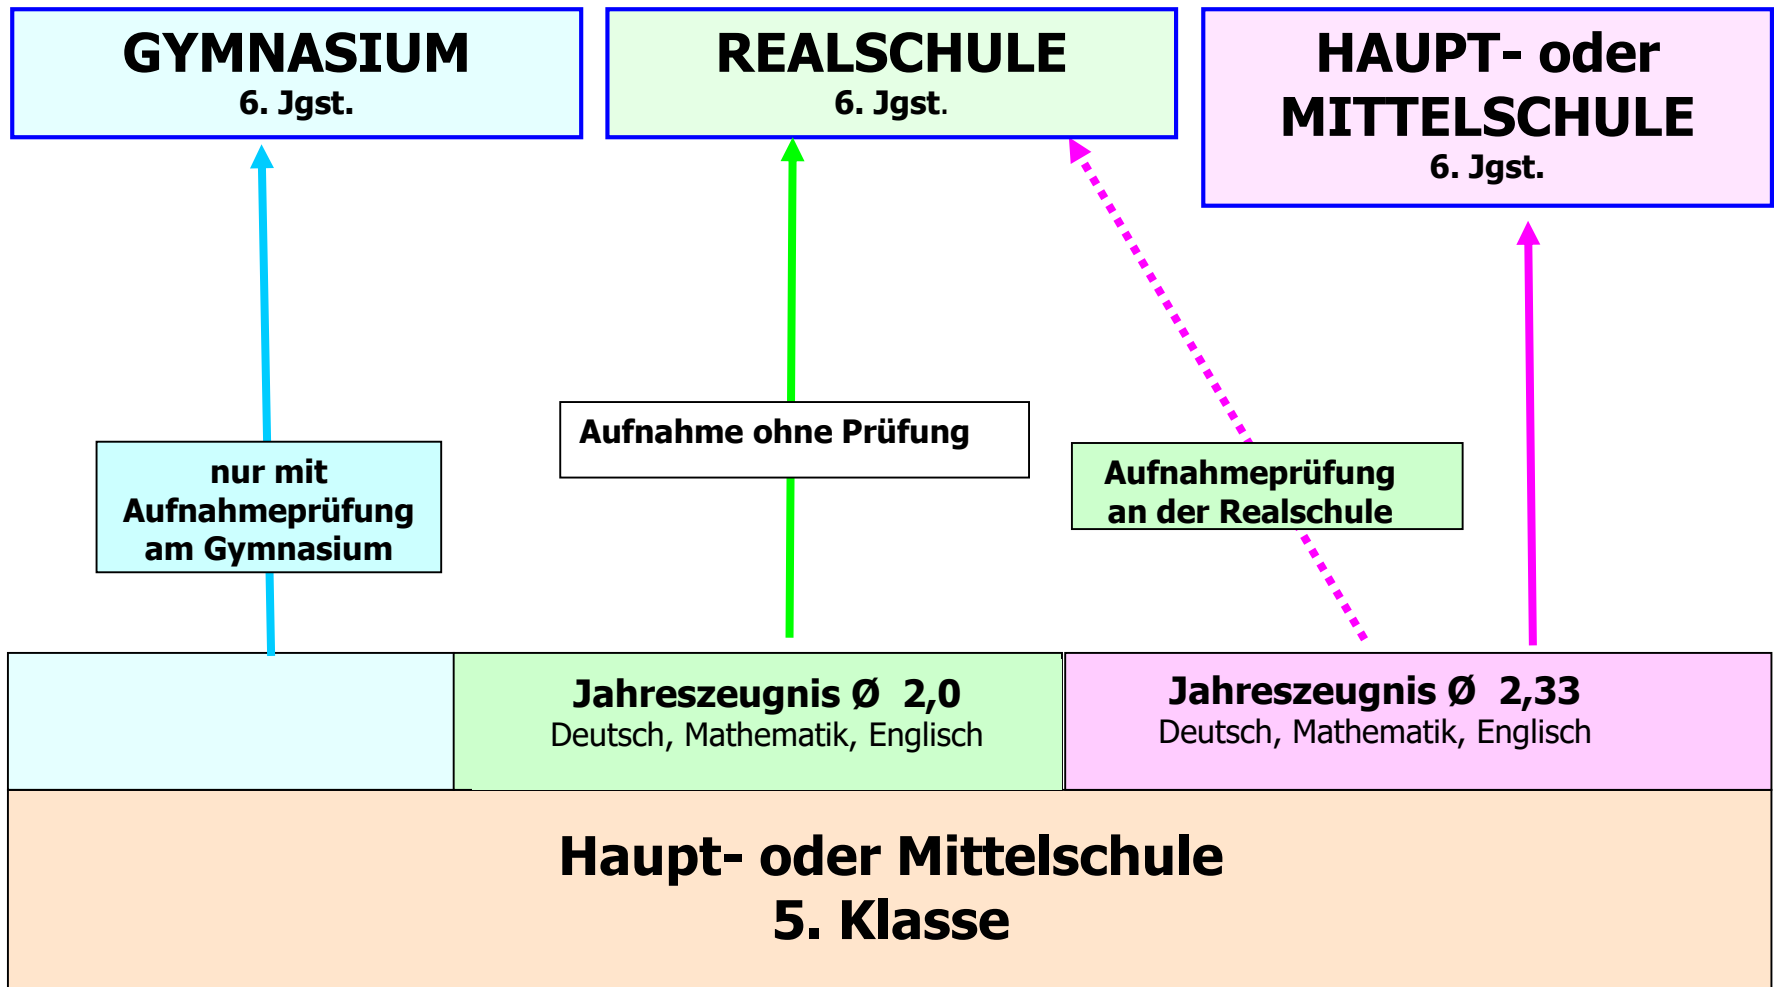 GYMNASIUM
6. Jgst.
REALSCHULE
6. Jgst.
HAUPT- oder
MITTELSCHULE
6. Jgst.
nur mit
Aufnahmeprüfung
am Gymnasium
Aufnahme ohne Prüfung
Aufnahmeprüfung
an der Realschule
Jahreszeugnis Ø 2,0
Deutsch, Mathematik, Englisch
Jahreszeugnis Ø 2,33
Deutsch, Mathematik, Englisch
Haupt- oder Mittelschule
5. Klasse